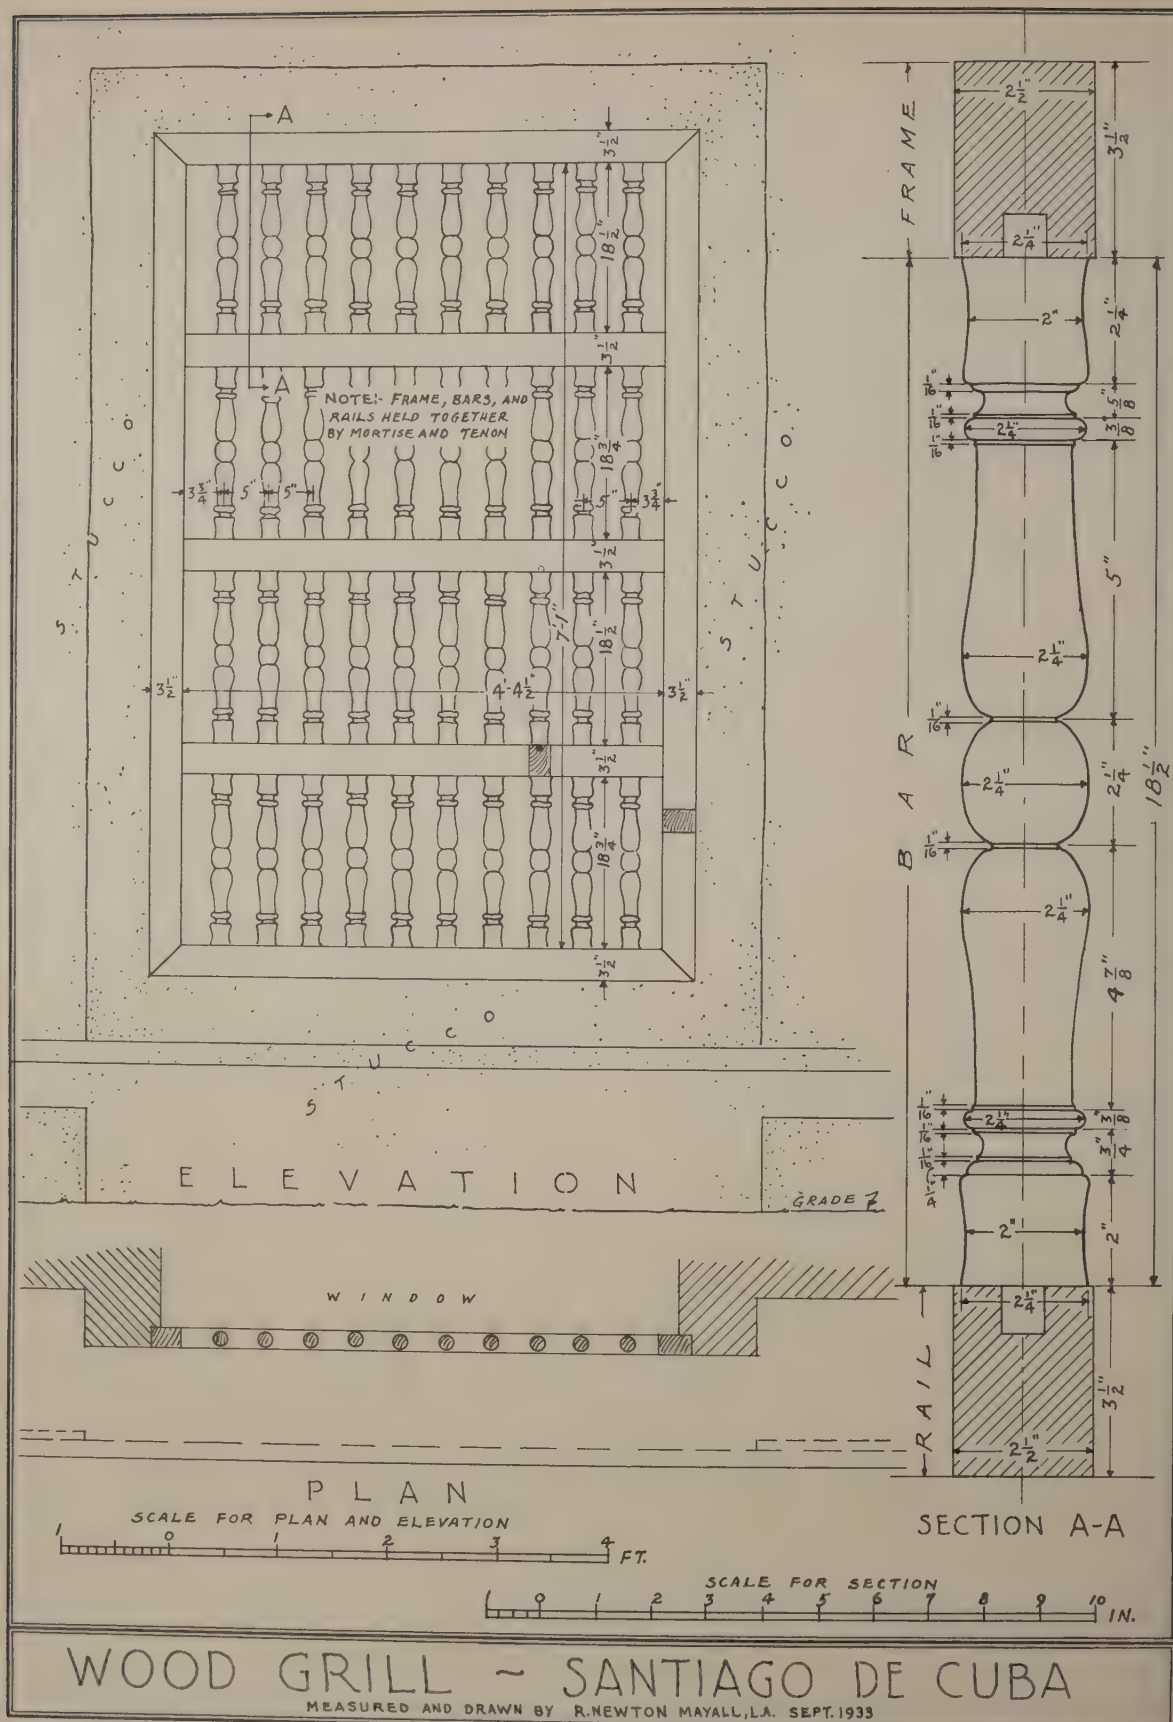 A
A
3 1/2"
18 1/2"
3 1/2"
NOTE:- FRAME, BARS, AND
RAILS HELD TOGETHER
BY MORTISE AND TENON
18 3/4"
3 3/4"
5"
5"
5"
3 3/4"
3 1/2"
7'-1"
18 1/2"
3 1/2"
4'-4 1/2"
3 1/2"
3 1/2"
18 3/4"
3 1/2"
STUCCO
STUCCO
STUCCO
ELEVATION
GRADE
WINDOW
PLAN
SCALE FOR PLAN AND ELEVATION
1 0 1 2 3 4 FT.
FRAME
2 1/2"
3 1/2"
2 1/4"
BAR
18 1/2"
2"
2 1/4"
1/16"
5/8"
1/16"
2 1/4"
3/8"
1/16"
5"
2 1/4"
1/16"
2 1/4"
2 1/4"
1/16"
2 1/4"
4 7/8"
1/16"
2 1/4"
3/8"
1/16"
3/4"
1/16"
2"
2"
RAIL
2 1/4"
3 1/2"
2 1/2"
SECTION A-A
SCALE FOR SECTION
1 0 1 2 3 4 5 6 7 8 9 10 IN.
WOOD GRILL ~ SANTIAGO DE CUBA
MEASURED AND DRAWN BY R. NEWTON MAYALL, L.A. SEPT. 1933